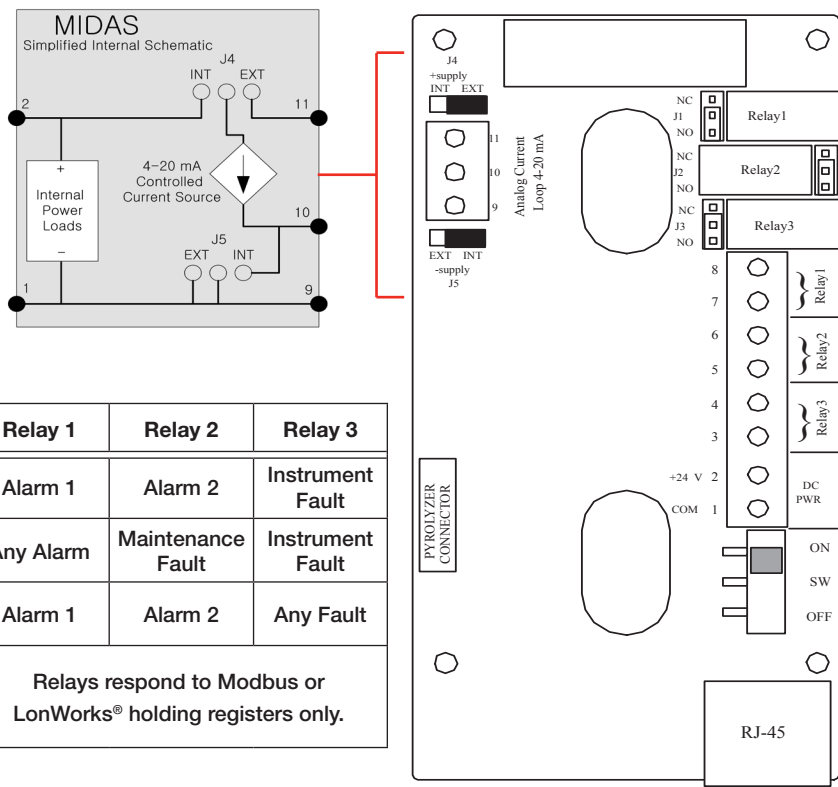 MIDAS
Simplified Internal Schematic
J4
INT EXT
2
11
+
Internal
Power
Loads
−
4–20 mA
Controlled
Current Source
10
J5
EXT INT
1
9
Relay 1 Relay 2 Relay 3
Alarm 1 Alarm 2 Instrument
Fault
Any Alarm Maintenance
Fault Instrument
Fault
Alarm 1 Alarm 2 Any Fault
Relays respond to Modbus or
LonWorks® holding registers only.
J4
+supply
INT EXT
11
10
9
Analog Current
Loop 4-20 mA
EXT INT
-supply
J5
NC
J1
NO
Relay1
NC
J2
NO
Relay2
NC
J3
NO
Relay3
8
7
} Relay1
6
5
} Relay2
4
3
} Relay3
+24 V 2
COM 1
DC
PWR
PYROLYZER
CONNECTOR
ON
SW
OFF
RJ-45